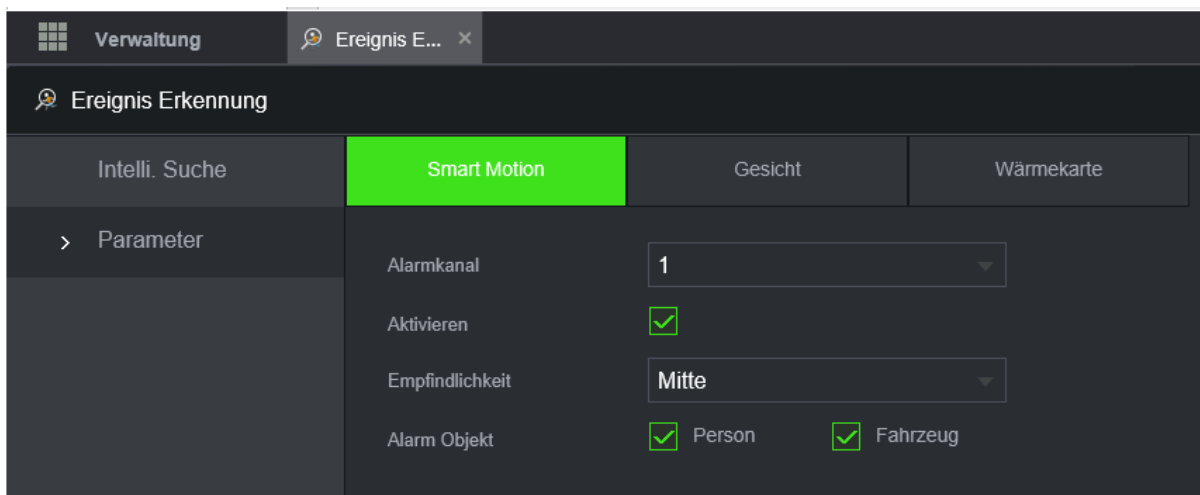 Verwaltung Ereignis E... ×
Ereignis Erkennung
Intelli. Suche
Parameter
Smart Motion Gesicht Wärmekarte
Alarmkanal 1
Aktivieren
Empfindlichkeit Mitte
Alarm Objekt Person Fahrzeug